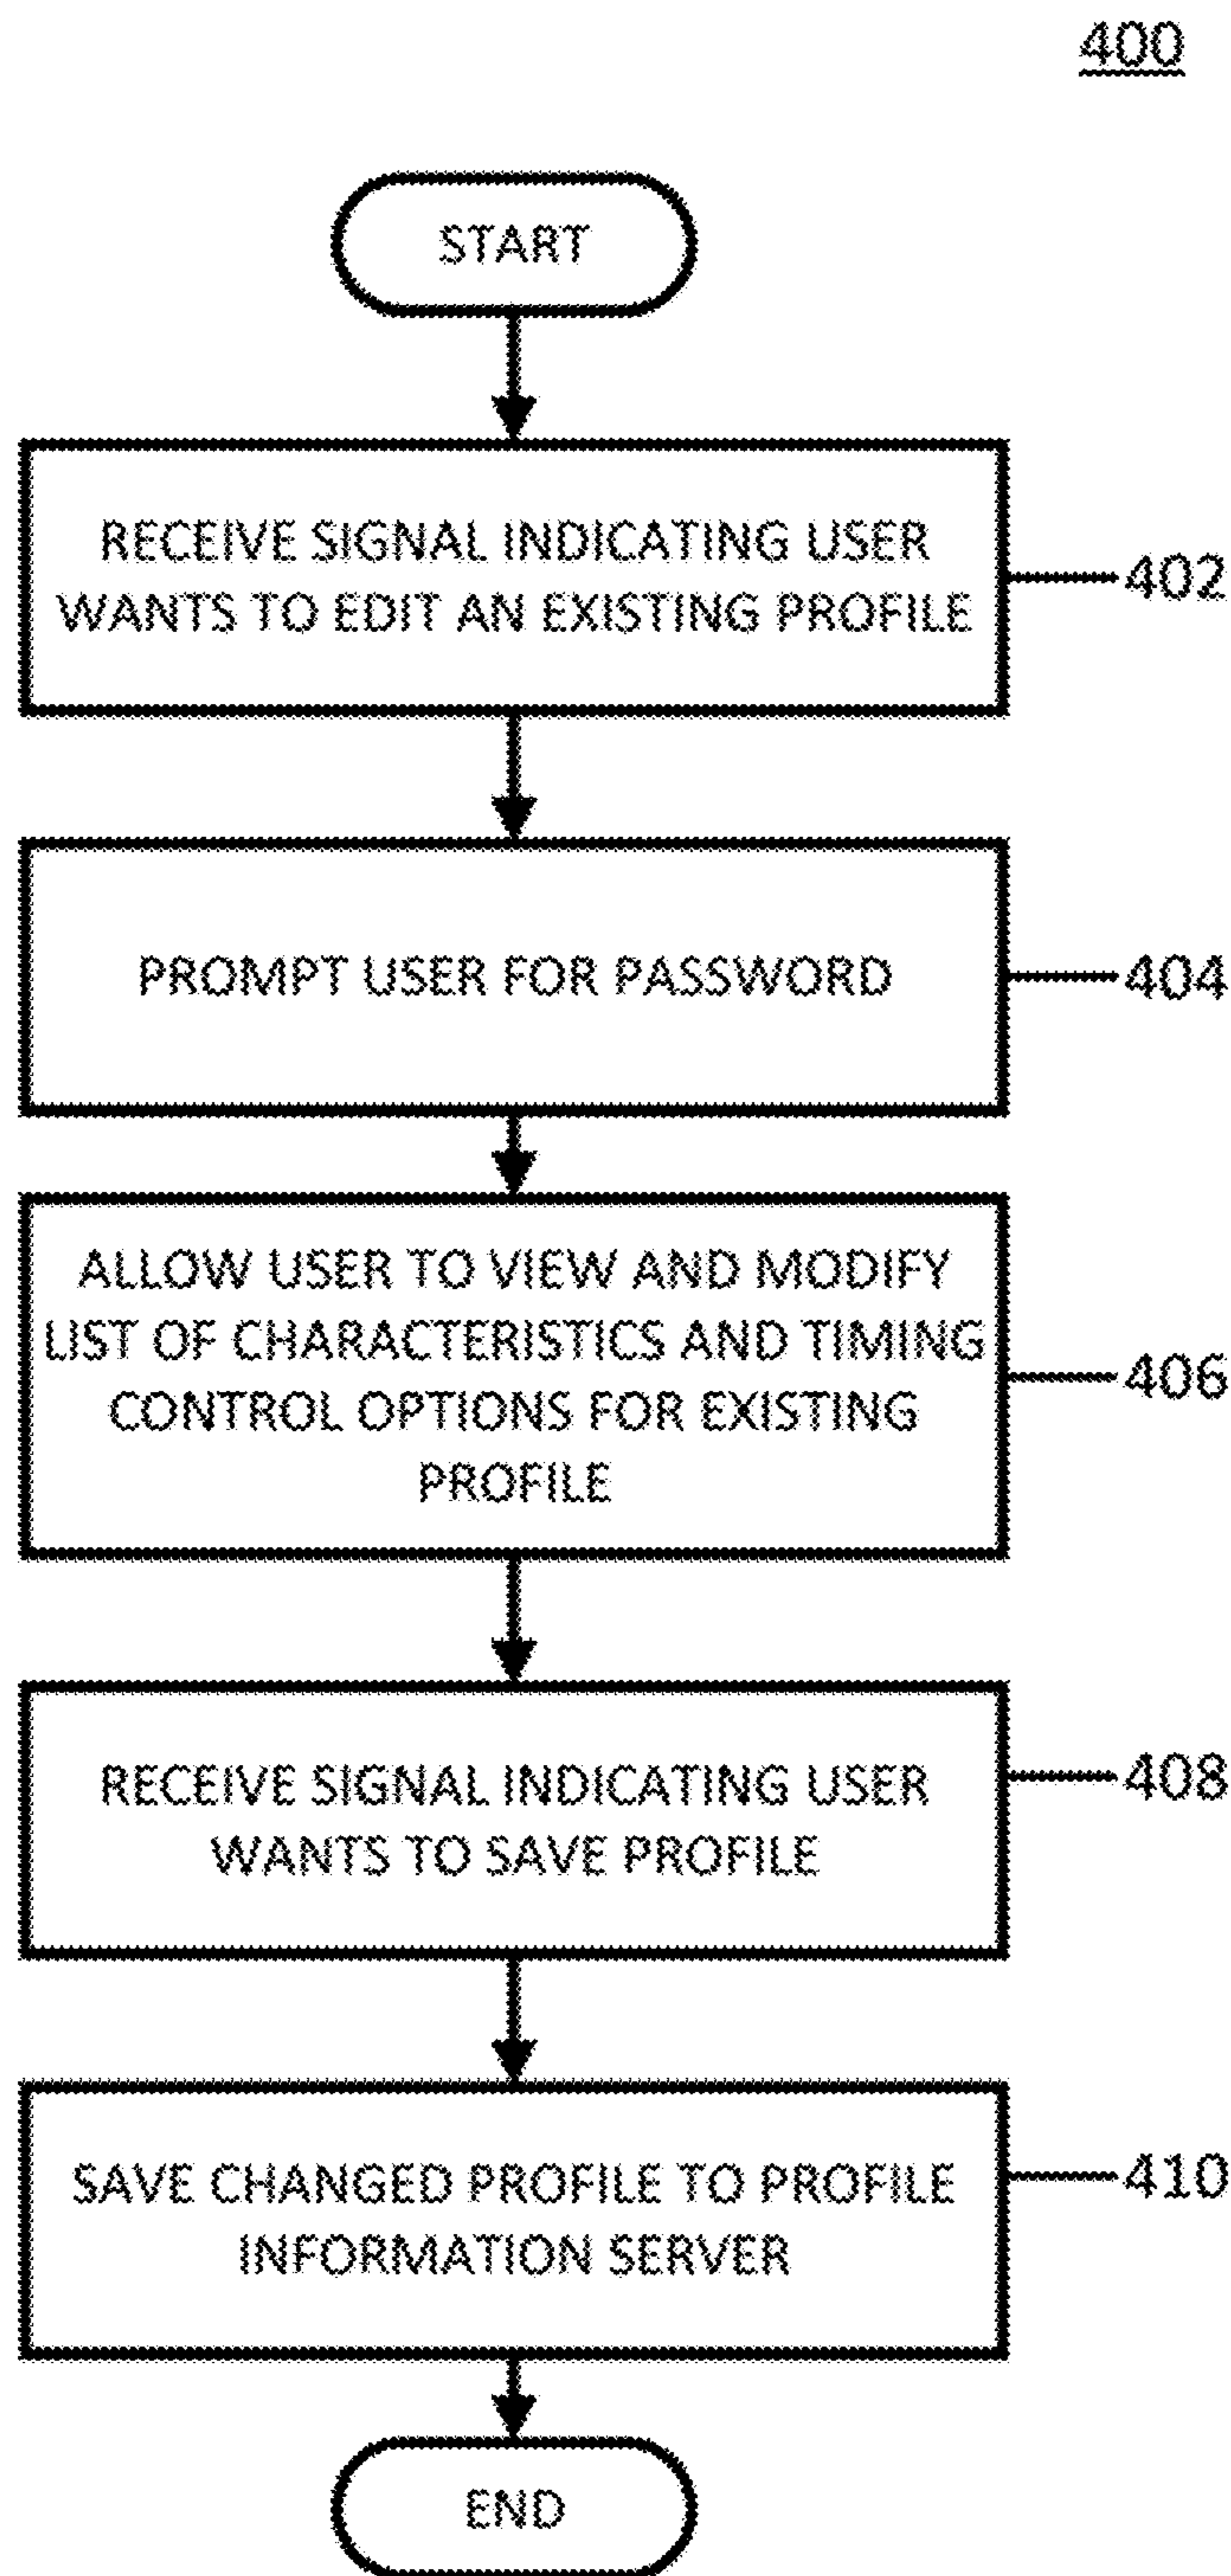 400
START
RECEIVE SIGNAL INDICATING USER
WANTS TO EDIT AN EXISTING PROFILE
402
PROMPT USER FOR PASSWORD
404
ALLOW USER TO VIEW AND MODIFY
LIST OF CHARACTERISTICS AND TIMING
CONTROL OPTIONS FOR EXISTING
PROFILE
406
RECEIVE SIGNAL INDICATING USER
WANTS TO SAVE PROFILE
408
SAVE CHANGED PROFILE TO PROFILE
INFORMATION SERVER
410
END